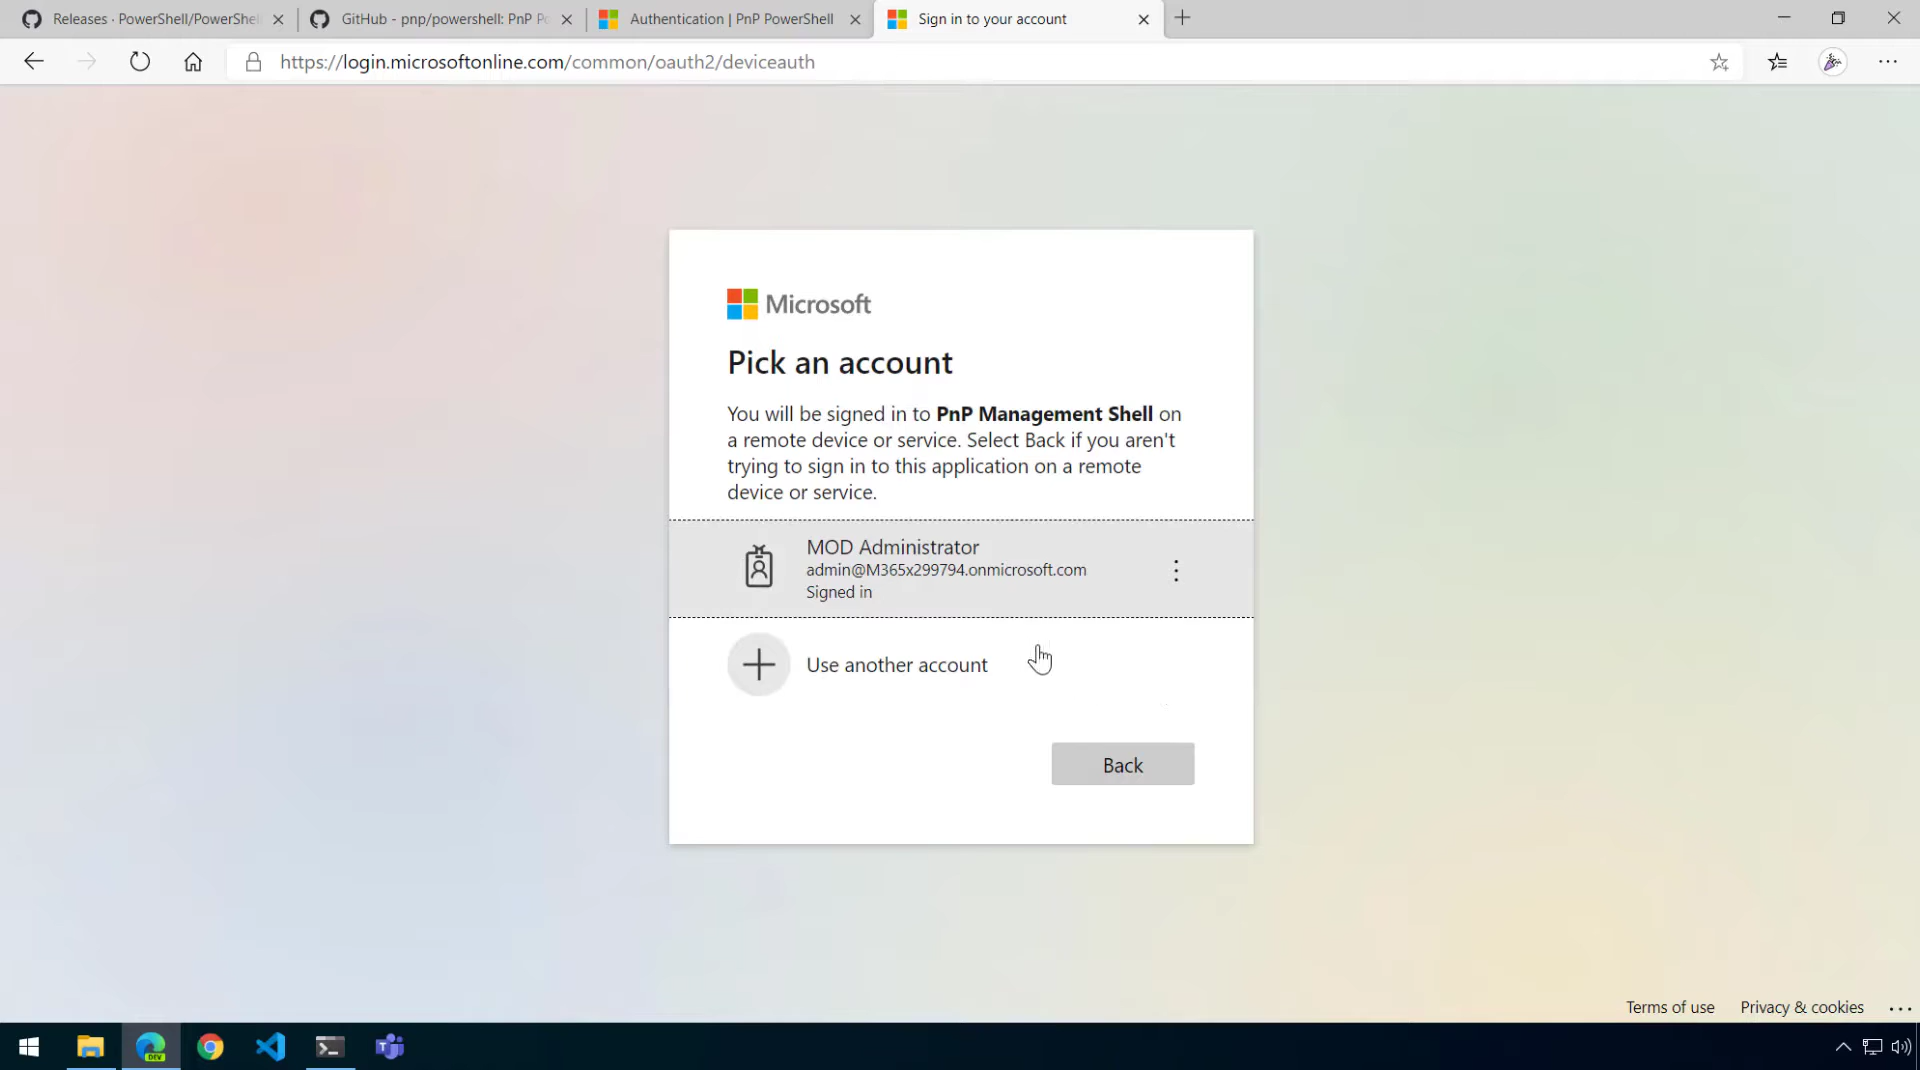 Releases · PowerShell/PowerShel
GitHub - pnp/powershell: PnP Po
Authentication | PnP PowerShell
Sign in to your account
https://login.microsoftonline.com/common/oauth2/deviceauth
Microsoft
Pick an account
You will be signed in to PnP Management Shell on
a remote device or service. Select Back if you aren't
trying to sign in to this application on a remote
device or service.
MOD Administrator
admin@M365x299794.onmicrosoft.com
Signed in
Use another account
Back
Terms of use
Privacy & cookies
DEV